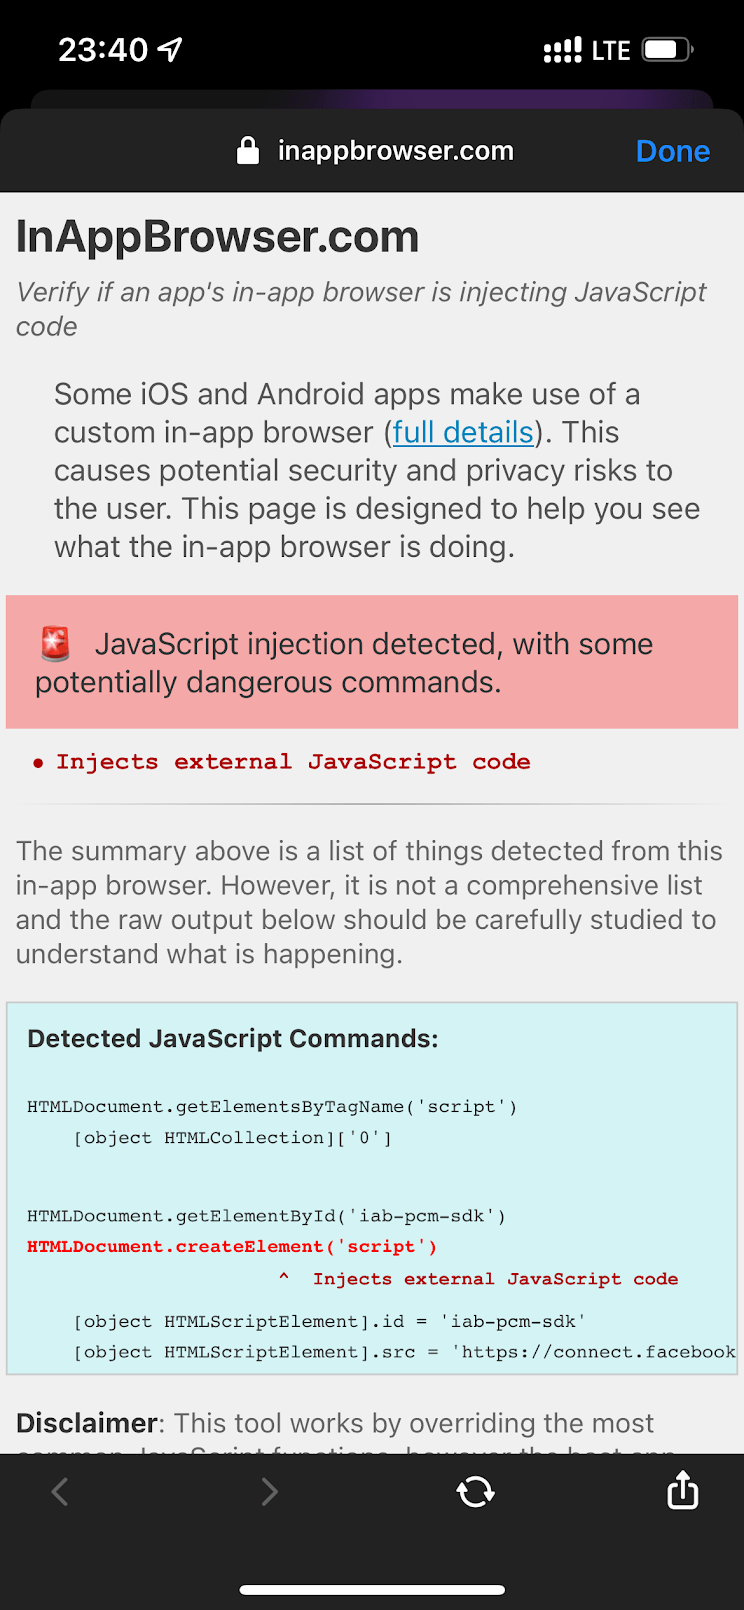 23:40
LTE
inappbrowser.com
Done
InAppBrowser.com
Verify if an app's in-app browser is injecting JavaScript
code
Some iOS and Android apps make use of a
custom in-app browser (full details). This
causes potential security and privacy risks to
the user. This page is designed to help you see
what the in-app browser is doing.
JavaScript injection detected, with some
potentially dangerous commands.
• Injects external JavaScript code
The summary above is a list of things detected from this
in-app browser. However, it is not a comprehensive list
and the raw output below should be carefully studied to
understand what is happening.
Detected JavaScript Commands:
HTMLDocument.getElementsByTagName('script')
[object HTMLCollection]['0']
HTMLDocument.getElementById('iab-pcm-sdk')
HTMLDocument.createElement('script')
^ Injects external JavaScript code
[object HTMLScriptElement].id = 'iab-pcm-sdk'
[object HTMLScriptElement].src = 'https://connect.facebook
Disclaimer: This tool works by overriding the most
common JavaScript functions, however the host app